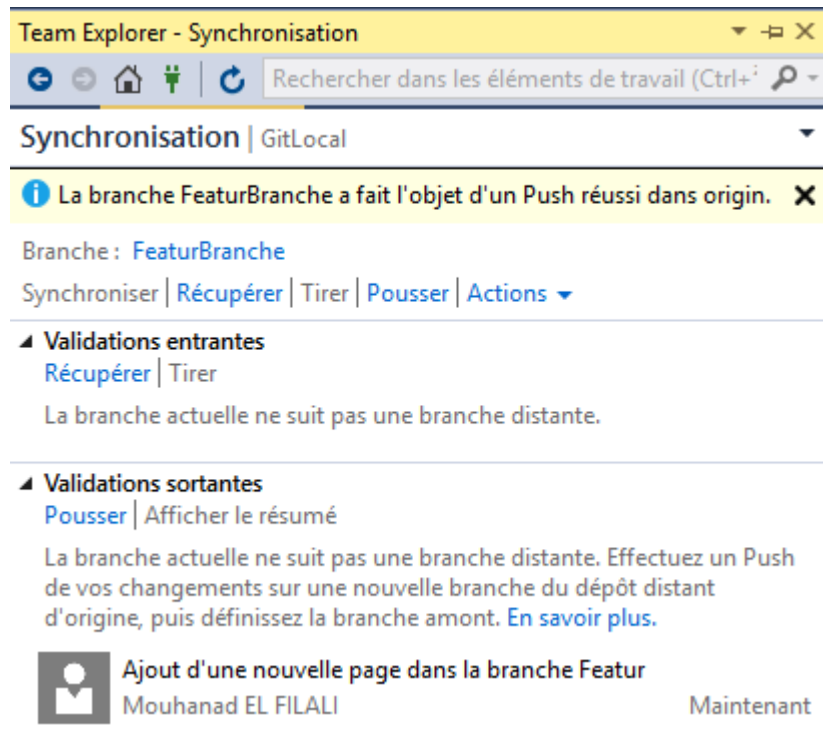 Team Explorer - Synchronisation
Rechercher dans les éléments de travail (Ctrl+
Synchronisation | GitLocal
La branche FeaturBranche a fait l'objet d'un Push réussi dans origin.
Branche : FeaturBranche
Synchroniser | Récupérer | Tirer | Pousser | Actions
Validations entrantes
Récupérer | Tirer
La branche actuelle ne suit pas une branche distante.
Validations sortantes
Pousser | Afficher le résumé
La branche actuelle ne suit pas une branche distante. Effectuez un Push
de vos changements sur une nouvelle branche du dépôt distant
d'origine, puis définissez la branche amont. En savoir plus.
Ajout d'une nouvelle page dans la branche Featur
Mouhanad EL FILALI Maintenant